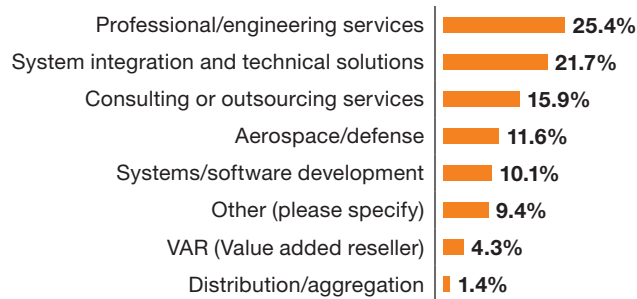 Professional/engineering services 25.4%
System integration and technical solutions 21.7%
Consulting or outsourcing services 15.9%
Aerospace/defense 11.6%
Systems/software development 10.1%
Other (please specify) 9.4%
VAR (Value added reseller) 4.3%
Distribution/aggregation 1.4%